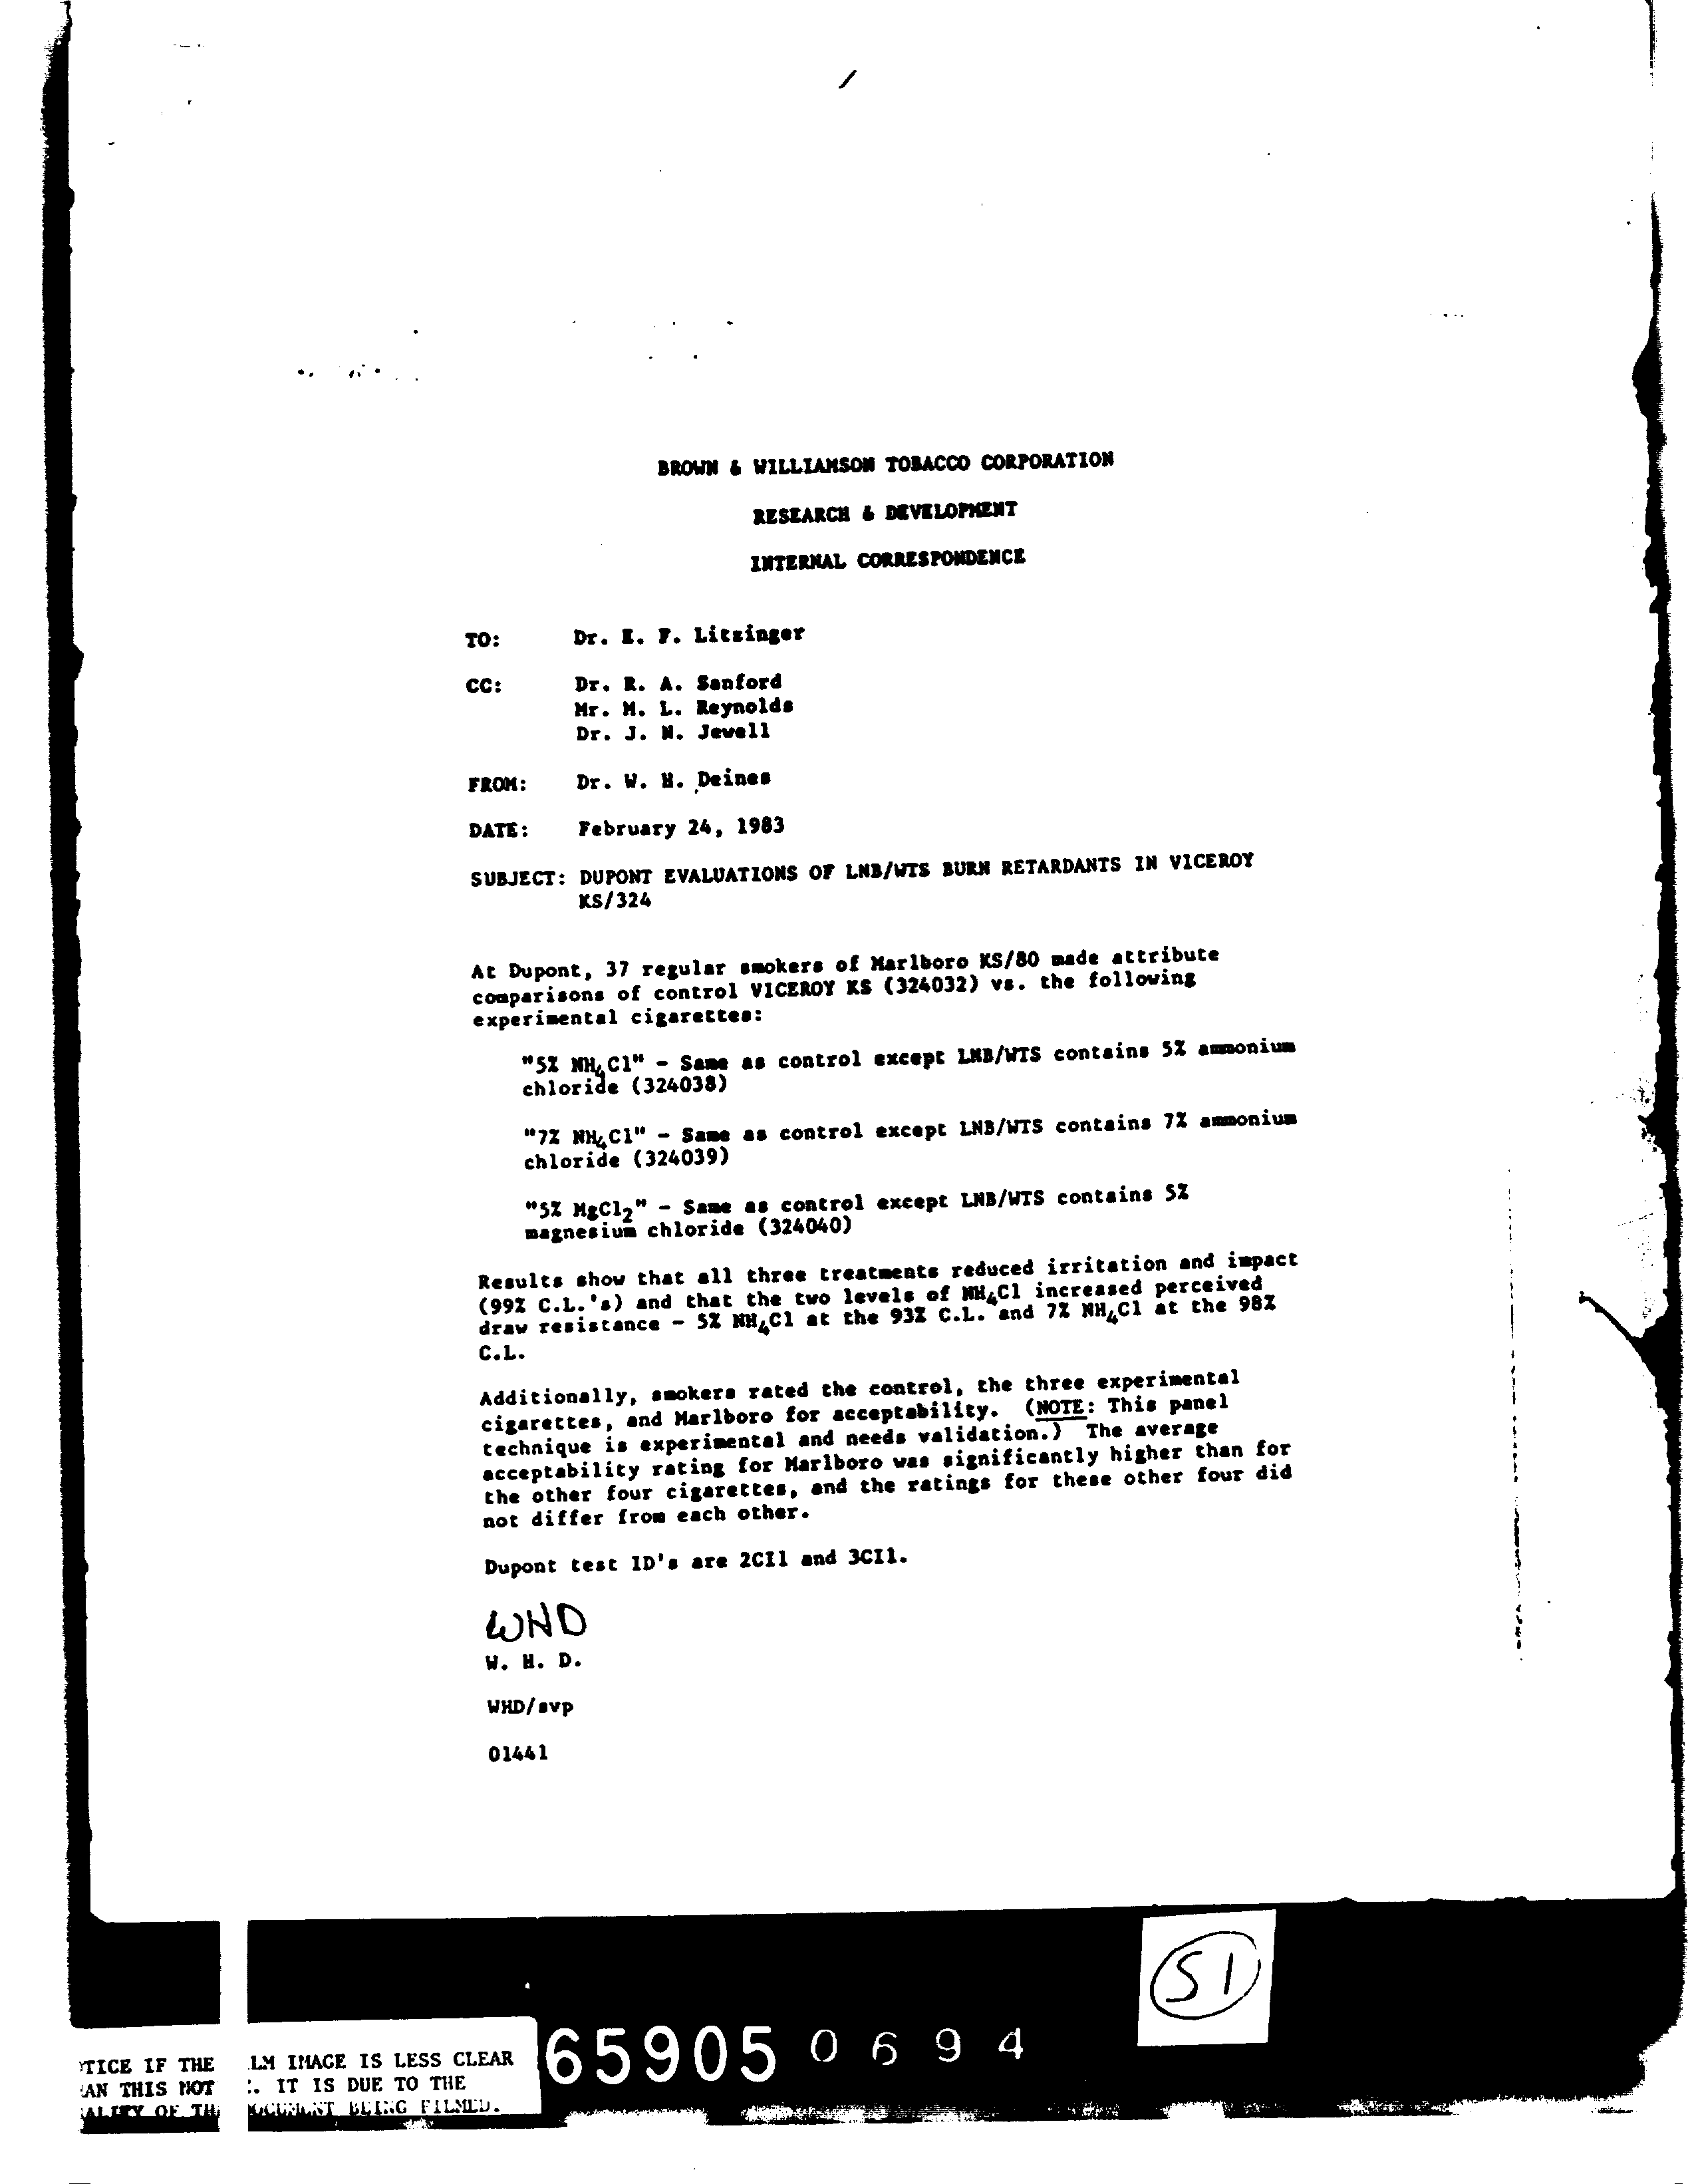 BROWN & WILLIAMSON TOBACCO CORPORATION
RESEARCH & DEVELOPMENT
INTERNAL CORRESPONDENCE
TO: Dr. E. F. Litzinger
CC: Dr. R. A. Sanford
Mr. M. L. Reynolds
Dr. J. N. Jewell
FROM: Dr. W. H. Deines
DATE: February 24, 1983
SUBJECT: DUPONT EVALUATIONS OF LNB/WTS BURN RETARDANTS IN VICEROY
KS/324
At Dupont, 37 regular smokers of Marlboro KS/80 made attribute
comparisons of control VICEROY KS (324032) vs. the following
experimental cigarettes:
"5% NH₄Cl" - Same as control except LNB/WTS contains 5% ammonium
chloride (324038)
"7% NH₄Cl" - Same as control except LNB/WTS contains 7% ammonium
chloride (324039)
"5% MgCl₂" - Same as control except LNB/WTS contains 5%
magnesium chloride (324040)
Results show that all three treatments reduced irritation and impact
(99% C.L.'s) and that the two levels of NH₄Cl increased perceived
draw resistance - 5% NH₄Cl at the 93% C.L. and 7% NH₄Cl at the 98%
C.L.
Additionally, smokers rated the control, the three experimental
cigarettes, and Marlboro for acceptability. (NOTE: This panel
technique is experimental and needs validation.) The average
acceptability rating for Marlboro was significantly higher than for
the other four cigarettes, and the ratings for these other four did
not differ from each other.
Dupont test ID's are 2CI1 and 3CI1.
WHD
W. H. D.
WHD/svp
01441
51
65905 0694
TICE IF THE LM IMAGE IS LESS CLEAR
AN THIS NOT . IT IS DUE TO THE
ALITY OF TH OCUMENT BEING FILMED.